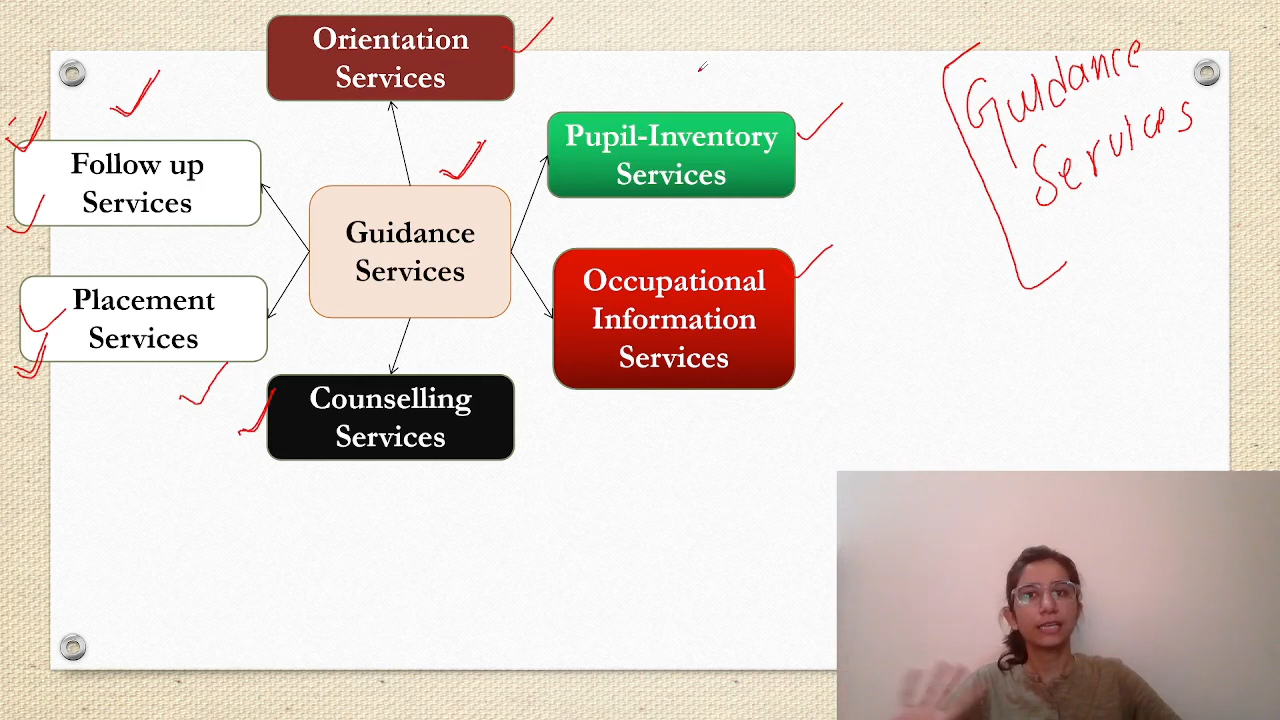 Orientation
Services
Pupil-Inventory
Services
Follow up
Services
Guidance
Services
Occupational
Information
Services
Placement
Services
Counselling
Services
Guidance
Services